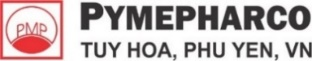 PMP
PYMEPHARCO
TUY HOA, PHU YEN, VN